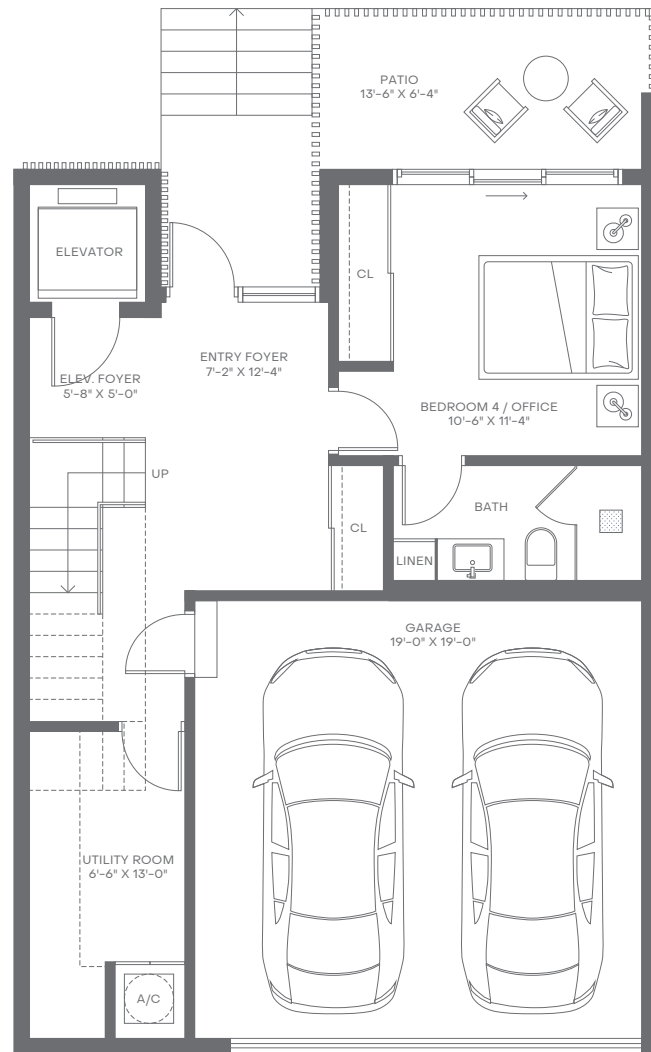 PATIO
13'-6" X 6'-4"
ELEVATOR
CL
ENTRY FOYER
7'-2" X 12'-4"
ELEV. FOYER
5'-8" X 5'-0"
BEDROOM 4 / OFFICE
10'-6" X 11'-4"
UP
BATH
CL
LINEN
GARAGE
19'-0" X 19'-0"
UTILITY ROOM
6'-6" X 13'-0"
A/C